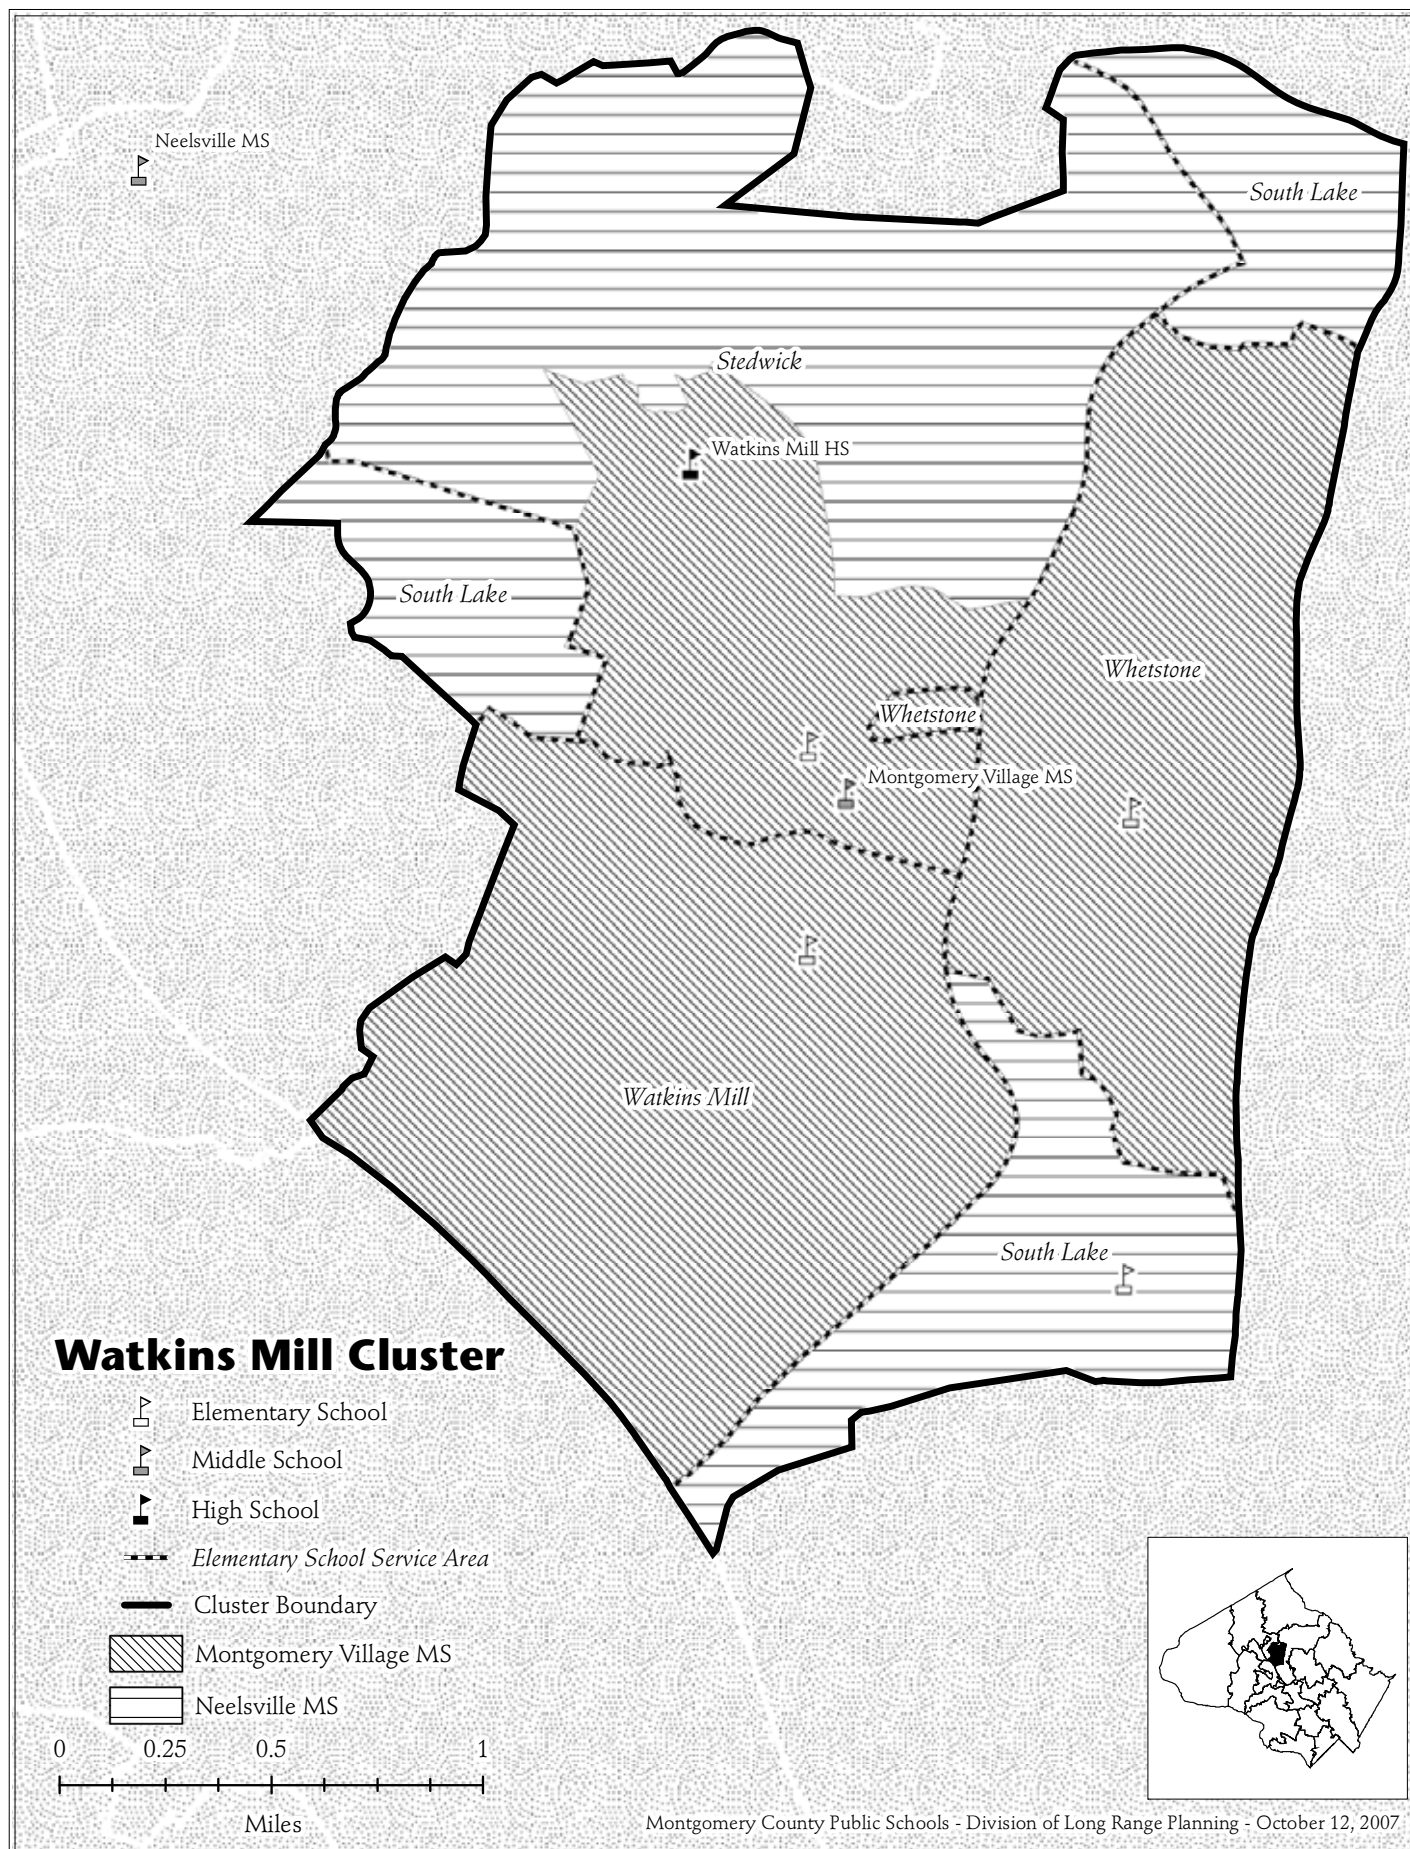 Neelsville MS
South Lake
Stedwick
Watkins Mill HS
South Lake
Whetstone
Whetstone
Montgomery Village MS
Watkins Mill
South Lake
Watkins Mill Cluster
Elementary School
Middle School
High School
Elementary School Service Area
Cluster Boundary
Montgomery Village MS
Neelsville MS
0 0.25 0.5 1
Miles
Montgomery County Public Schools - Division of Long Range Planning - October 12, 2007